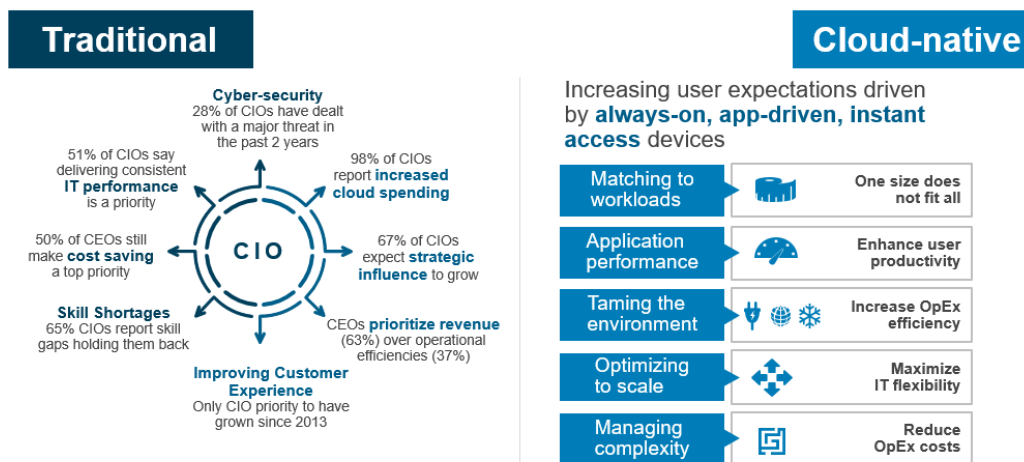 Traditional
Cyber-security
28% of CIOs have dealt
with a major threat in
the past 2 years
98% of CIOs
report increased
cloud spending
67% of CIOs
expect strategic
influence to grow
CEOs prioritize revenue
(63%) over operational
efficiencies (37%)
Improving Customer
Experience
Only CIO priority to have
grown since 2013
Skill Shortages
65% CIOs report skill
gaps holding them back
50% of CEOs still
make cost saving
a top priority
51% of CIOs say
delivering consistent
IT performance
is a priority
CIO
Cloud-native
Increasing user expectations driven
by always-on, app-driven, instant
access devices
Matching to
workloads
One size does
not fit all
Application
performance
Enhance user
productivity
Taming the
environment
Increase OpEx
efficiency
Optimizing
to scale
Maximize
IT flexibility
Managing
complexity
Reduce
OpEx costs